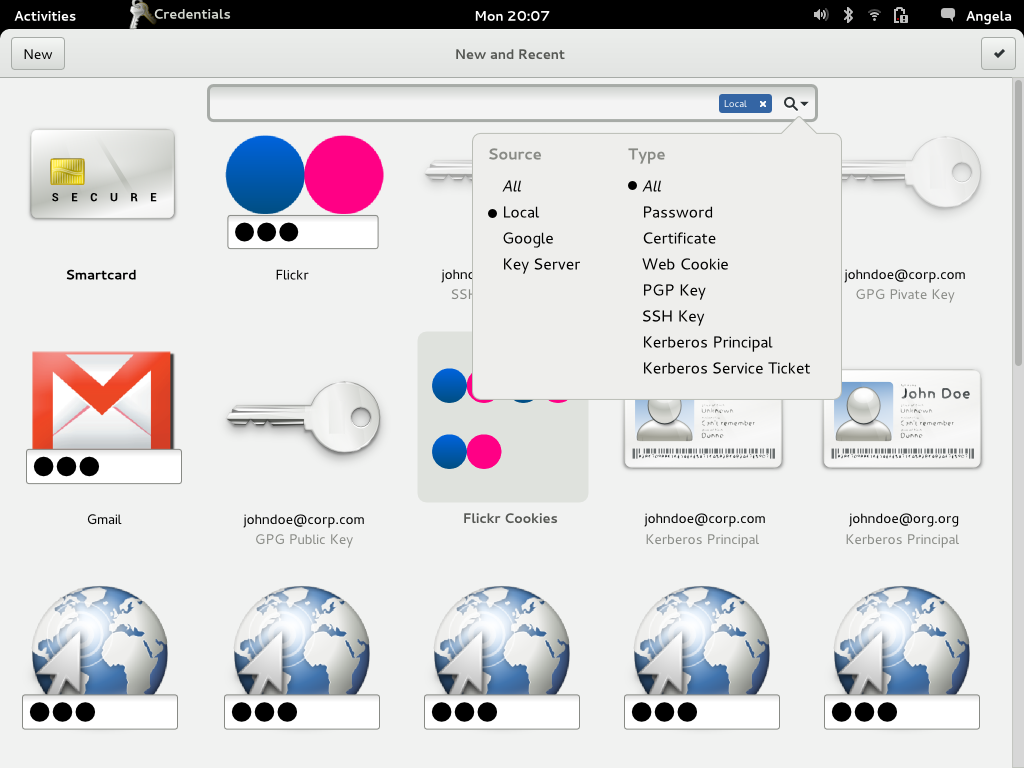 Activities
Credentials
Mon 20:07
Angela
New
New and Recent
Local
Source
All
Local
Google
Key Server
Type
All
Password
Certificate
Web Cookie
PGP Key
SSH Key
Kerberos Principal
Kerberos Service Ticket
SECURE
Smartcard
Flickr
john
SSH
johndoe@corp.com
GPG Pivate Key
Gmail
johndoe@corp.com
GPG Public Key
Flickr Cookies
Unknown
Can't remember
Dunno
johndoe@corp.com
Kerberos Principal
John Doe
Unknown
Can't remember
Dunno
johndoe@org.org
Kerberos Principal